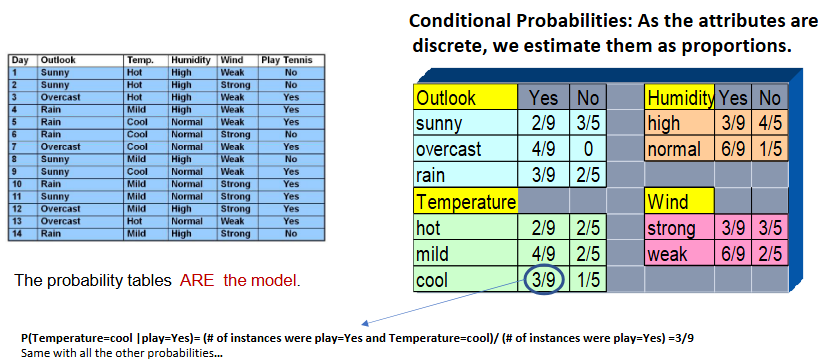 Conditional Probabilities: As the attributes are
discrete, we estimate them as proportions.
Day Outlook Temp. Humidity Wind Play Tennis
1 Sunny Hot High Weak No
2 Sunny Hot High Strong No
3 Overcast Hot High Weak Yes
4 Rain Mild High Weak Yes
5 Rain Cool Normal Weak Yes
6 Rain Cool Normal Strong No
7 Overcast Cool Normal Weak Yes
8 Sunny Mild High Weak No
9 Sunny Cool Normal Weak Yes
10 Rain Mild Normal Strong Yes
11 Sunny Mild Normal Strong Yes
12 Overcast Mild High Strong Yes
13 Overcast Hot Normal Weak Yes
14 Rain Mild High Strong No
Outlook Yes No Humidity Yes No
sunny 2/9 3/5 high 3/9 4/5
overcast 4/9 0 normal 6/9 1/5
rain 3/9 2/5
Temperature Wind
hot 2/9 2/5 strong 3/9 3/5
mild 4/9 2/5 weak 6/9 2/5
cool 3/9 1/5
The probability tables ARE the model.
P(Temperature=cool |play=Yes)= (# of instances were play=Yes and Temperature=cool)/ (# of instances were play=Yes) =3/9
Same with all the other probabilities...